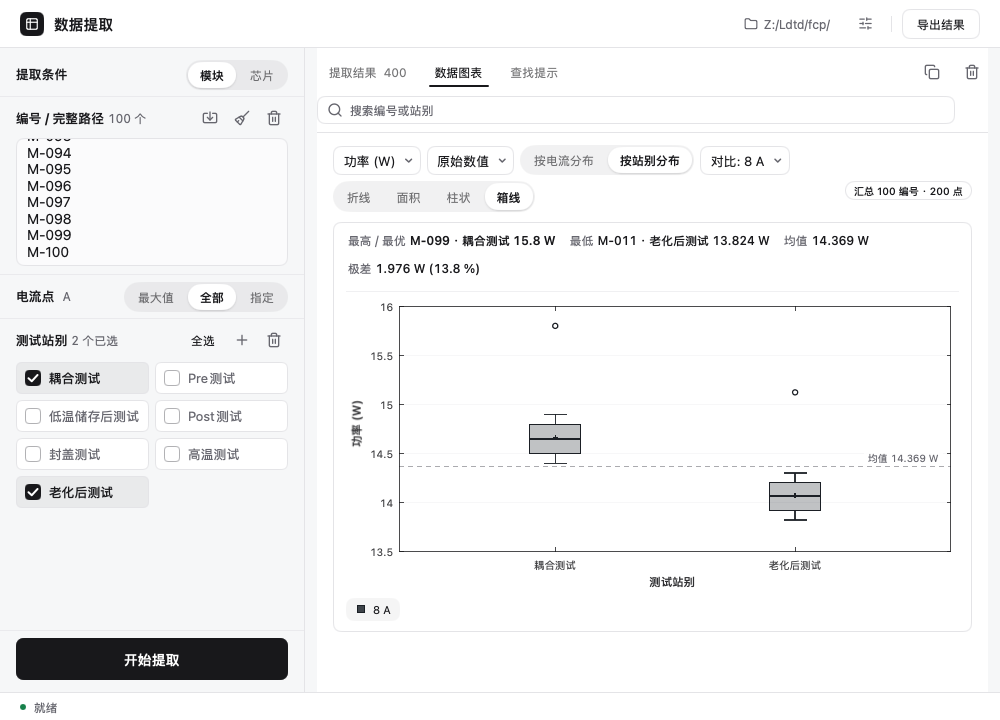 数据提取
Z:/Ldtd/fcp/
导出结果
提取条件
模块 芯片
编号 / 完整路径 100 个
M-094
M-095
M-096
M-097
M-098
M-099
M-100
电流点 A
最大值 全部 指定
测试站别 2 个已选
全选
耦合测试 Pre 测试
低温储存后测试 Post 测试
封盖测试 高温测试
老化后测试
开始提取
就绪
提取结果 400 数据图表 查找提示
搜索编号或站别
功率 (W) 原始数值 按电流分布 按站别分布 对比: 8 A
折线 面积 柱状 箱线
汇总 100 编号 · 200 点
最高 / 最优 M-099 · 耦合测试 15.8 W 最低 M-011 · 老化后测试 13.824 W 均值 14.369 W
极差 1.976 W (13.8 %)
功率 (W)
16
15.5
15
14.5
14
13.5
均值 14.369 W
耦合测试 老化后测试
测试站别
8 A